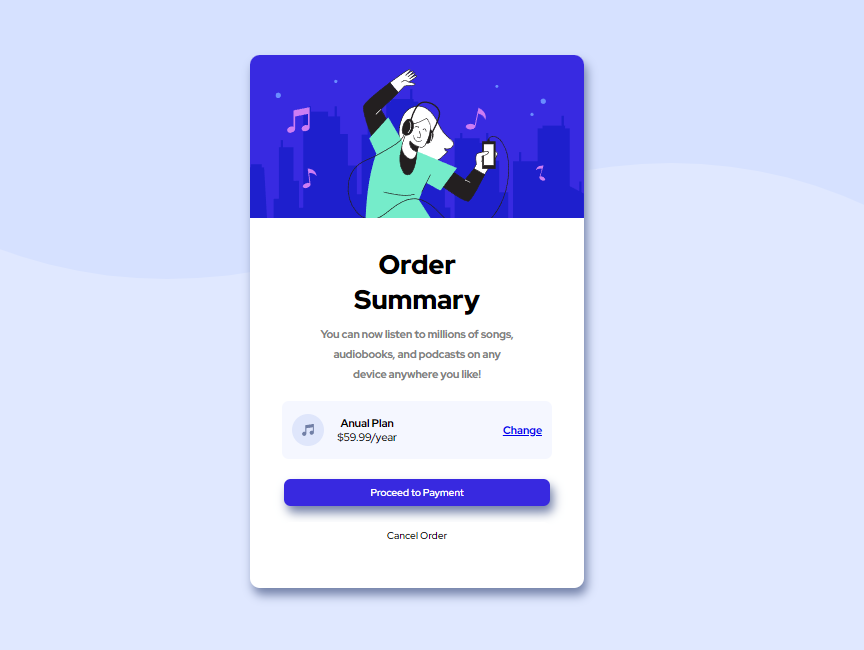 Order
Summary
You can now listen to millions of songs,
audiobooks, and podcasts on any
device anywhere you like!
Anual Plan
$59.99/year
Change
Proceed to Payment
Cancel Order